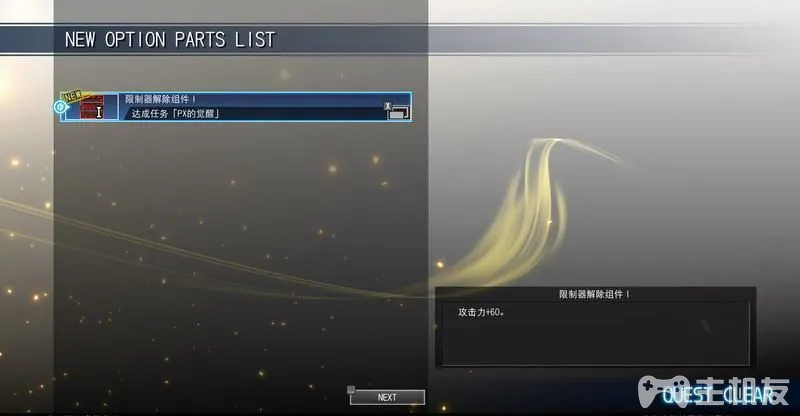 NEW OPTION PARTS LIST
NEW
限制器解除组件Ⅰ
I
达成任务「PX的觉醒」
X
限制器解除组件Ⅰ
攻击力+60。
NEXT
QUEST CLEAR
主机友